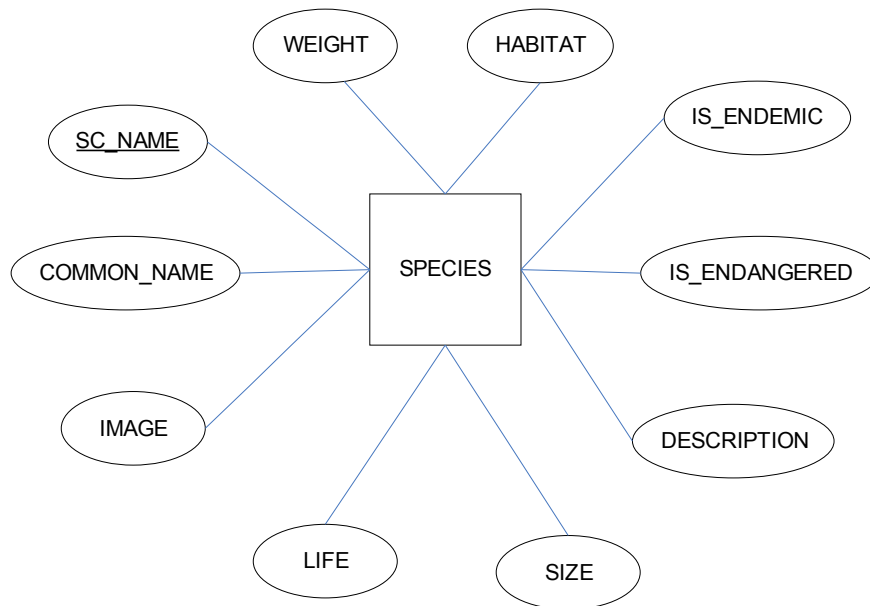 WEIGHT
HABITAT
IS_ENDEMIC
SC_NAME
COMMON_NAME
SPECIES
IS_ENDANGERED
IMAGE
DESCRIPTION
LIFE
SIZE